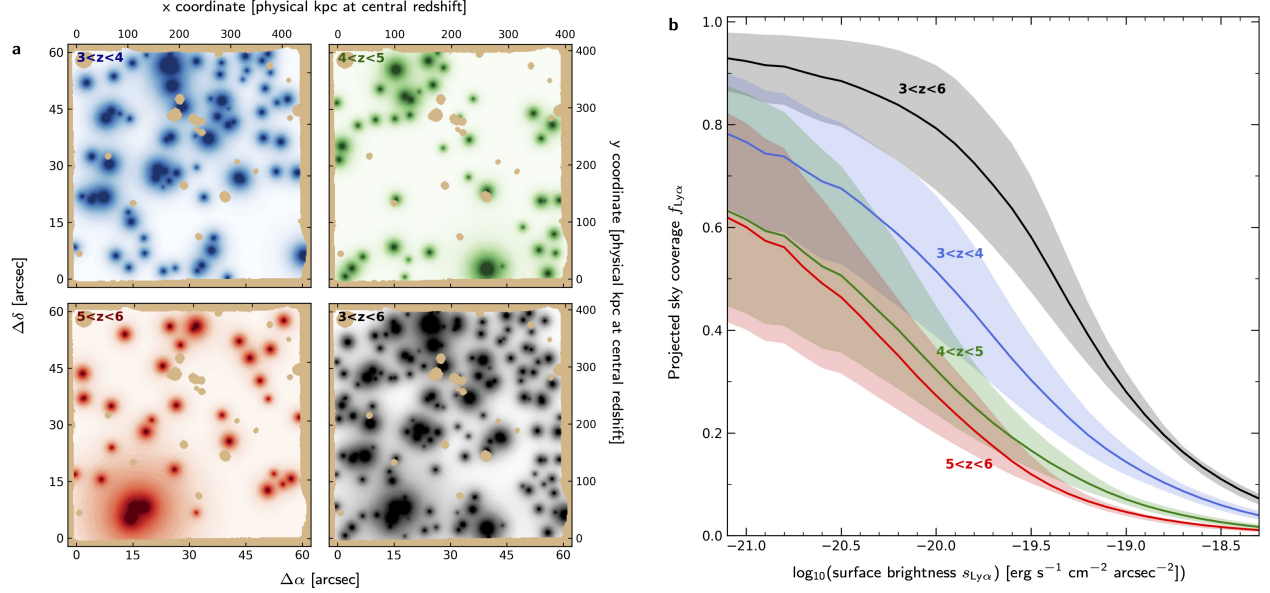 x coordinate [physical kpc at central redshift]
a
0 100 200 300 400
0 100 200 300 400
3<z<4
4<z<5
60
45
30
15
0
400
300
200
100
0
5<z<6
3<z<6
60
45
30
15
0
400
300
200
100
0
0 15 30 45 60
0 15 30 45 60
Δδ [arcsec]
Δα [arcsec]
y coordinate [physical kpc at central redshift]
b
1.0
0.8
0.6
0.4
0.2
0.0
Projected sky coverage fLyα
3<z<6
3<z<4
4<z<5
5<z<6
−21.0 −20.5 −20.0 −19.5 −19.0 −18.5
log10(surface brightness sLyα) [erg s−1 cm−2 arcsec−2])